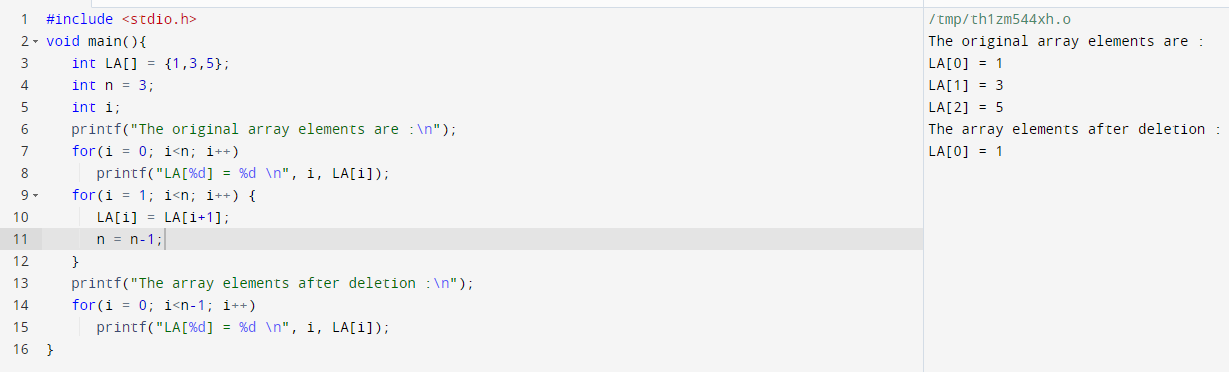 1 #include <stdio.h>
2 void main(){
3 int LA[] = {1,3,5};
4 int n = 3;
5 int i;
6 printf("The original array elements are :\n");
7 for(i = 0; i<n; i++)
8 printf("LA[%d] = %d \n", i, LA[i]);
9 for(i = 1; i<n; i++) {
10 LA[i] = LA[i+1];
11 n = n-1;
12 }
13 printf("The array elements after deletion :\n");
14 for(i = 0; i<n-1; i++)
15 printf("LA[%d] = %d \n", i, LA[i]);
16 }
/tmp/th1zm544xh.o
The original array elements are :
LA[0] = 1
LA[1] = 3
LA[2] = 5
The array elements after deletion :
LA[0] = 1